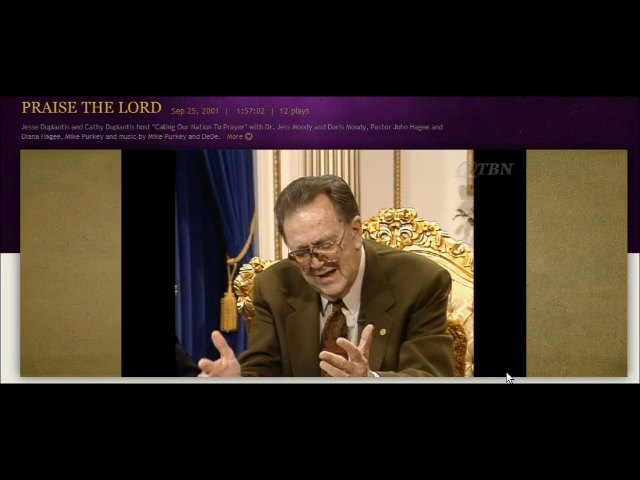 PRAISE THE LORD Sep 25, 2001 | 1:57:02 | 12 plays
Jesse Duplantis and Cathy Duplantis host "Calling Our Nation To Prayer" with Dr. Jess Moody and Doris Moody, Pastor John Hagee and
Diana Hagee, Mike Purkey and music by Mike Purkey and DeDe. More
TBN